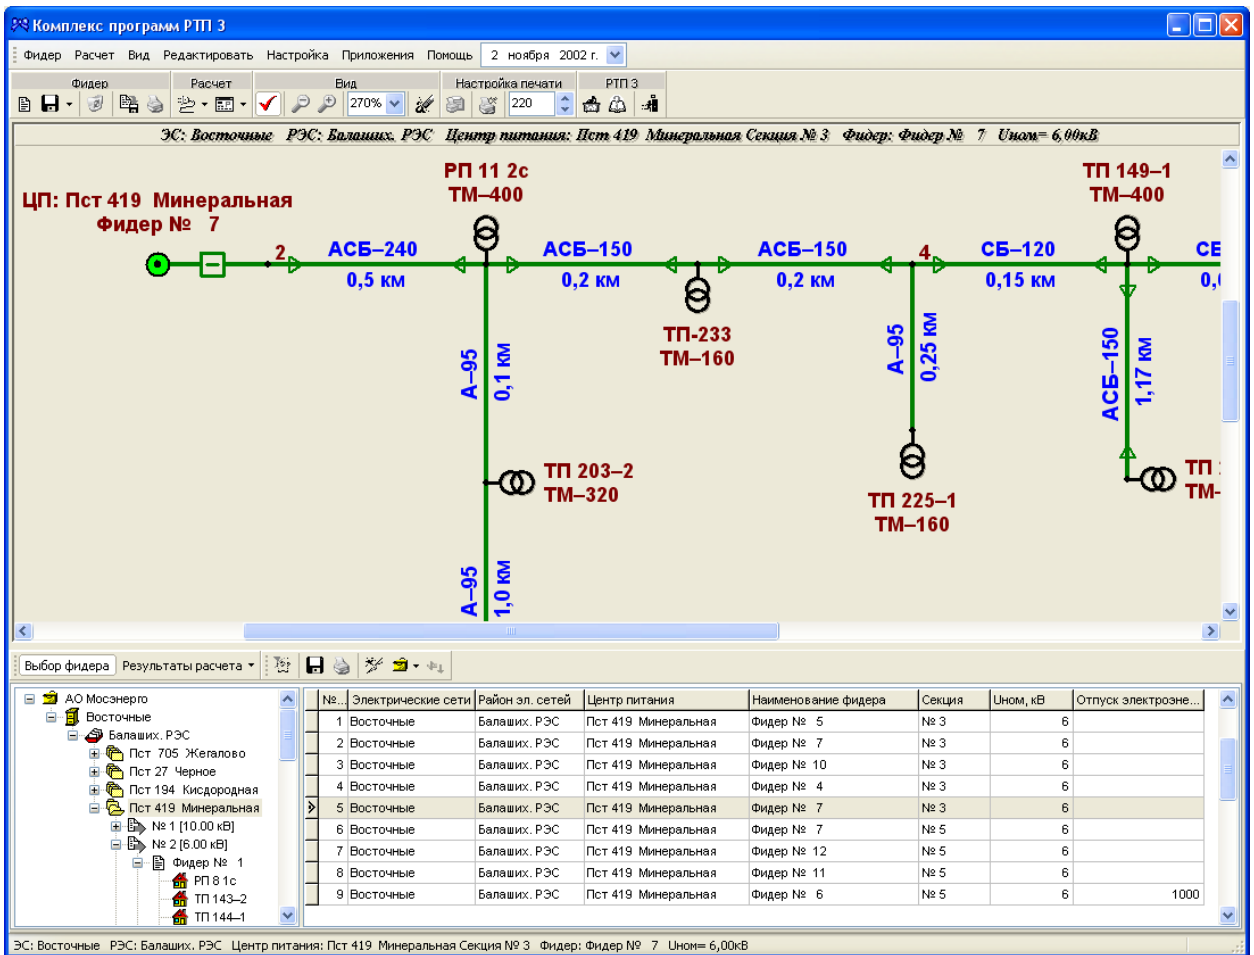 Комплекс программ РТП 3
Фидер Расчет Вид Редактировать Настройка Приложения Помощь 2 ноября 2002 г.
Фидер Расчет Вид Настройка печати РТП 3
270% 220
ЭС: Восточные РЭС: Балаших. РЭС Центр питания: Пст 419 Минеральная Секция № 3 Фидер: Фидер № 7 Uном= 6,00кВ
ЦП: Пст 419 Минеральная
Фидер № 7
РП 11 2с
ТМ–400
ТП 149–1
ТМ–400
2
АСБ–240
0,5 км
АСБ–150
0,2 км
АСБ–150
0,2 км
4
СБ–120
0,15 км
ТП-233
ТМ–160
А–95
0,1 км
А–95
0,25 км
АСБ–150
1,17 км
ТП 203–2
ТМ–320
ТП 225–1
ТМ–160
ТП
ТМ-
А–95
1,0 км
Выбор фидера Результаты расчета
АО Мосэнерго
Восточные
Балаших. РЭС
Пст 705 Жегалово
Пст 27 Черное
Пст 194 Кисдородная
Пст 419 Минеральная
№ 1 [10.00 кВ]
№ 2 [6.00 кВ]
Фидер № 1
РП 8 1с
ТП 143–2
ТП 144–1
№... Электрические сети Район эл. сетей Центр питания Наименование фидера Секция Uном, кВ Отпуск электроэне...
1 Восточные Балаших. РЭС Пст 419 Минеральная Фидер № 5 № 3 6
2 Восточные Балаших. РЭС Пст 419 Минеральная Фидер № 7 № 3 6
3 Восточные Балаших. РЭС Пст 419 Минеральная Фидер № 10 № 3 6
4 Восточные Балаших. РЭС Пст 419 Минеральная Фидер № 4 № 3 6
5 Восточные Балаших. РЭС Пст 419 Минеральная Фидер № 7 № 3 6
6 Восточные Балаших. РЭС Пст 419 Минеральная Фидер № 7 № 5 6
7 Восточные Балаших. РЭС Пст 419 Минеральная Фидер № 12 № 5 6
8 Восточные Балаших. РЭС Пст 419 Минеральная Фидер № 11 № 5 6
9 Восточные Балаших. РЭС Пст 419 Минеральная Фидер № 6 № 5 6 1000
ЭС: Восточные РЭС: Балаших. РЭС Центр питания: Пст 419 Минеральная Секция № 3 Фидер: Фидер № 7 Uном= 6,00кВ